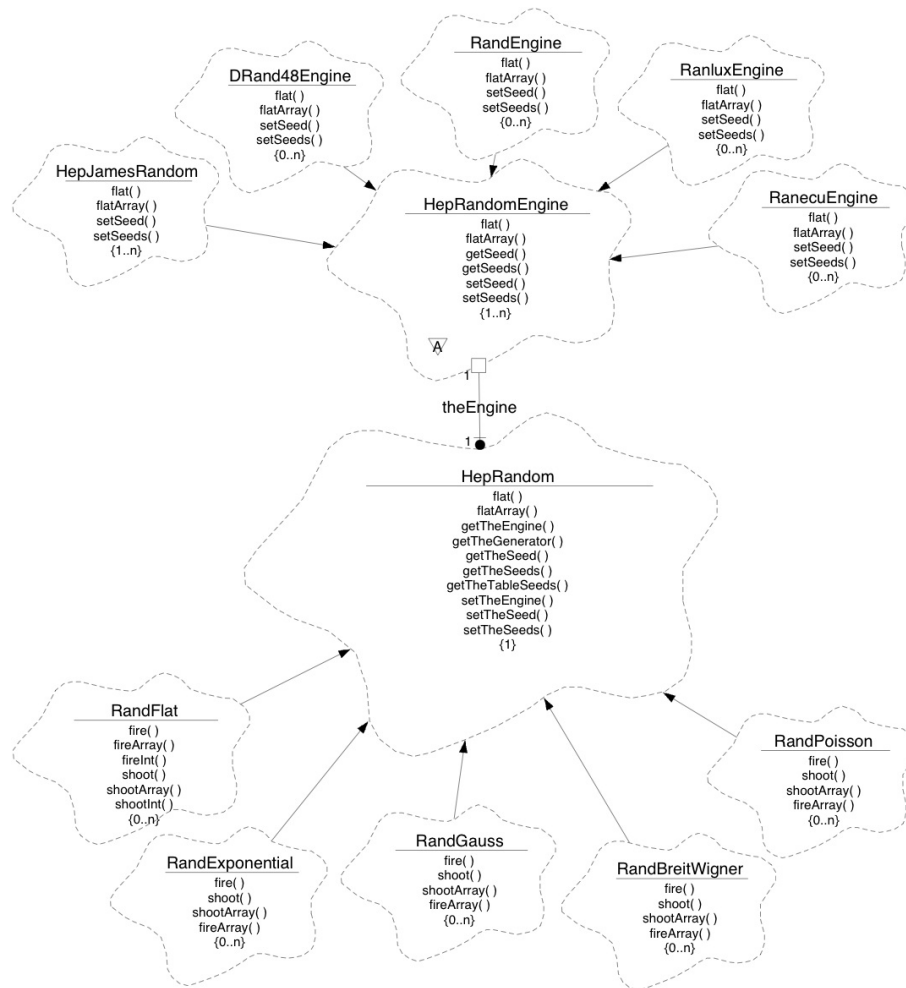 RandEngine
flat( )
flatArray( )
setSeed( )
setSeeds( )
{0..n}
DRand48Engine
flat( )
flatArray( )
setSeed( )
setSeeds( )
{0..n}
RanluxEngine
flat( )
flatArray( )
setSeed( )
setSeeds( )
{0..n}
HepJamesRandom
flat( )
flatArray( )
setSeed( )
setSeeds( )
{1..n}
HepRandomEngine
flat( )
flatArray( )
getSeed( )
getSeeds( )
setSeed( )
setSeeds( )
{1..n}
RanecuEngine
flat( )
flatArray( )
setSeed( )
setSeeds( )
{0..n}
A
1
theEngine
1
HepRandom
flat( )
flatArray( )
getTheEngine( )
getTheGenerator( )
getTheSeed( )
getTheSeeds( )
getTheTableSeeds( )
setTheEngine( )
setTheSeed( )
setTheSeeds( )
{1}
RandFlat
fire( )
fireArray( )
fireInt( )
shoot( )
shootArray( )
shootInt( )
{0..n}
RandPoisson
fire( )
shoot( )
shootArray( )
fireArray( )
{0..n}
RandExponential
fire( )
shoot( )
shootArray( )
fireArray( )
{0..n}
RandGauss
fire( )
shoot( )
shootArray( )
fireArray( )
{0..n}
RandBreitWigner
fire( )
shoot( )
shootArray( )
fireArray( )
{0..n}